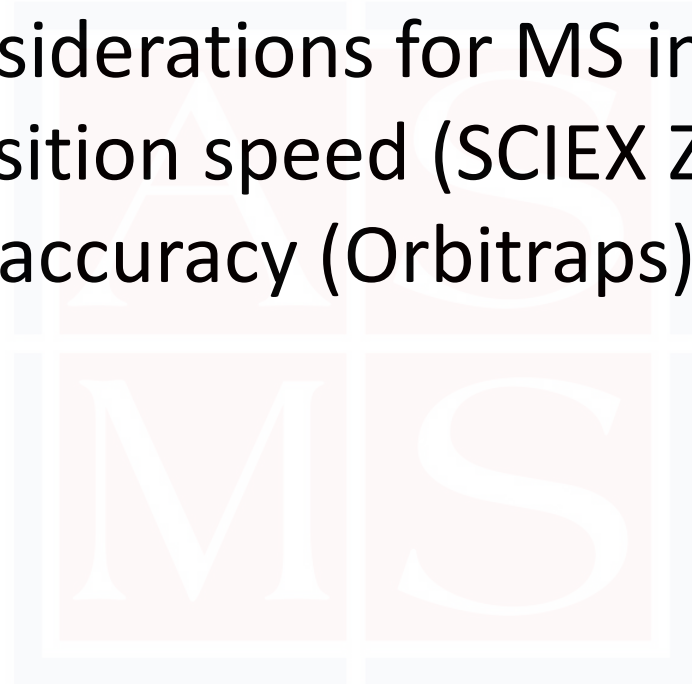 siderations for MS in
sition speed (SCIEX Z
accuracy (Orbitraps)
A S
M S